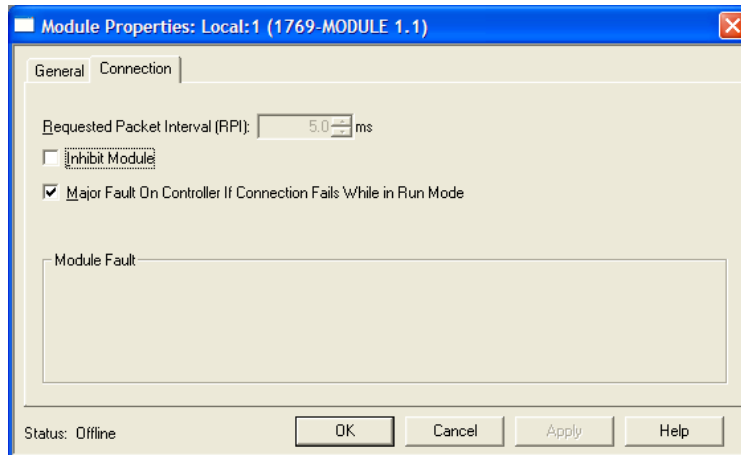 Module Properties: Local:1 (1769-MODULE 1.1)
General Connection
Requested Packet Interval (RPI): 5.0 ms
Inhibit Module
Major Fault On Controller If Connection Fails While in Run Mode
Module Fault
Status: Offline OK Cancel Apply Help